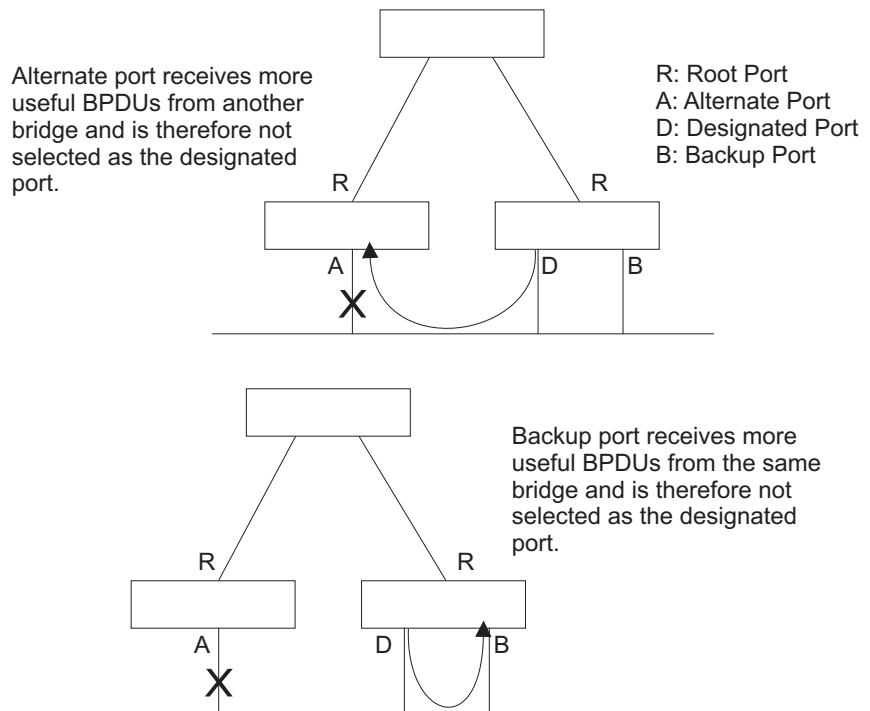 Alternate port receives more
useful BPDUs from another
bridge and is therefore not
selected as the designated
port.
R: Root Port
A: Alternate Port
D: Designated Port
B: Backup Port
R
R
A
D
B
X
Backup port receives more
useful BPDUs from the same
bridge and is therefore not
selected as the designated
port.
R
R
A
D
B
X